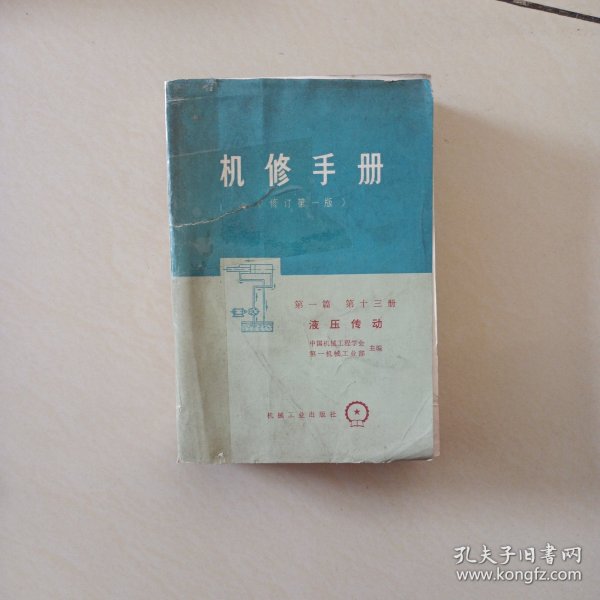 机修手册
修订第一版）
第一篇 第十三册
液压传动
中国机械工程学会
第一机械工业部
主编
机械工业出版社
孔夫子旧书网
www.kongfz.com